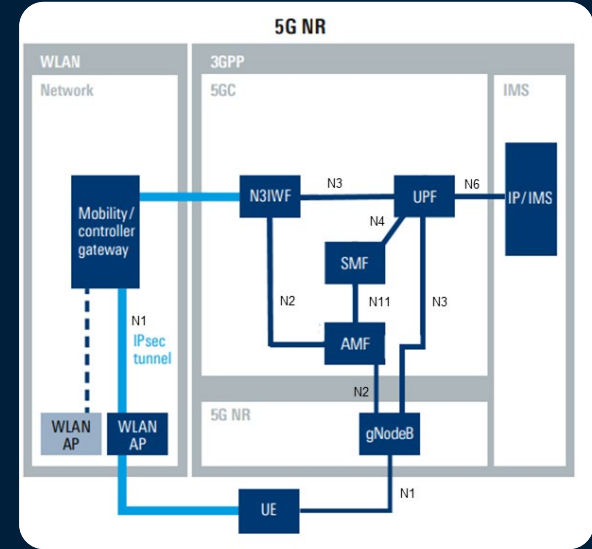 5G NR
WLAN
3GPP
Network
5GC
IMS
Mobility/
controller
gateway
N3IWF
N3
UPF
N6
IP/IMS
N4
SMF
N2
N11
N3
AMF
N1
IPsec
tunnel
N2
5G NR
WLAN
AP
WLAN
AP
gNodeB
N1
UE